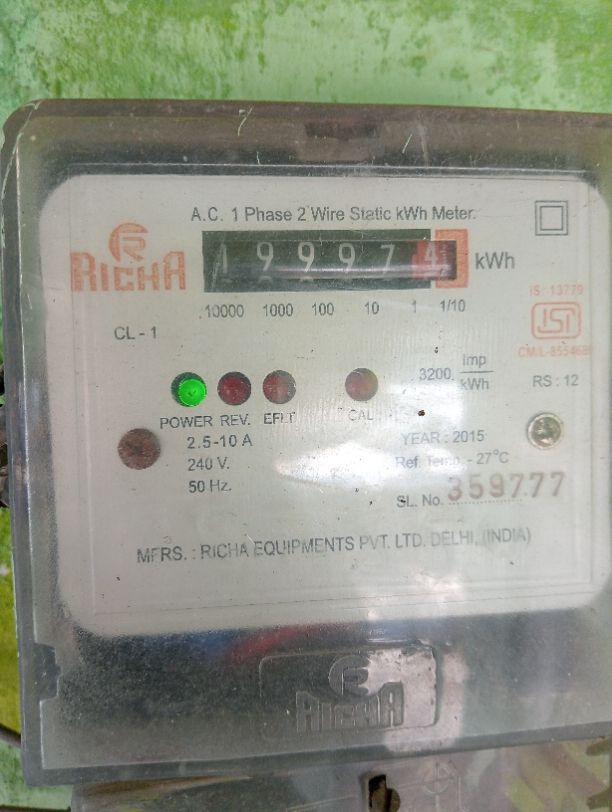 A.C. 1 Phase 2 Wire Static kWh Meter.
RICHA
199974 kWh
10000 1000 100 10 1 1/10
IS : 13779
ISI
CL - 1
3200 imp/kWh
RS : 12
POWER REV. EFLT CAL
2.5-10 A
YEAR : 2015
240 V.
Ref. Temp. - 27°C
50 Hz.
SL. No. 359777
MFRS. : RICHA EQUIPMENTS PVT. LTD. DELHI, (INDIA)
RICHA